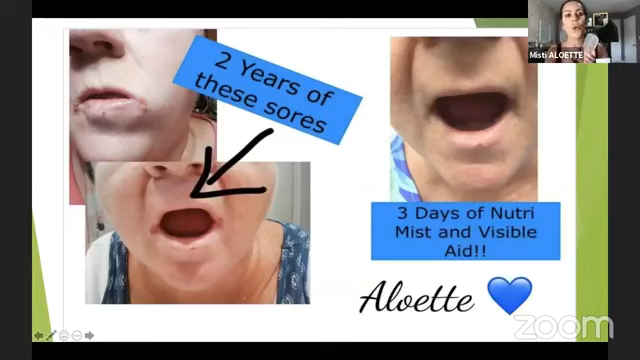 2 Years of
these sores
3 Days of Nutri
Mist and Visible
Aid!!
Aloette
Misti ALOETTE
zoom